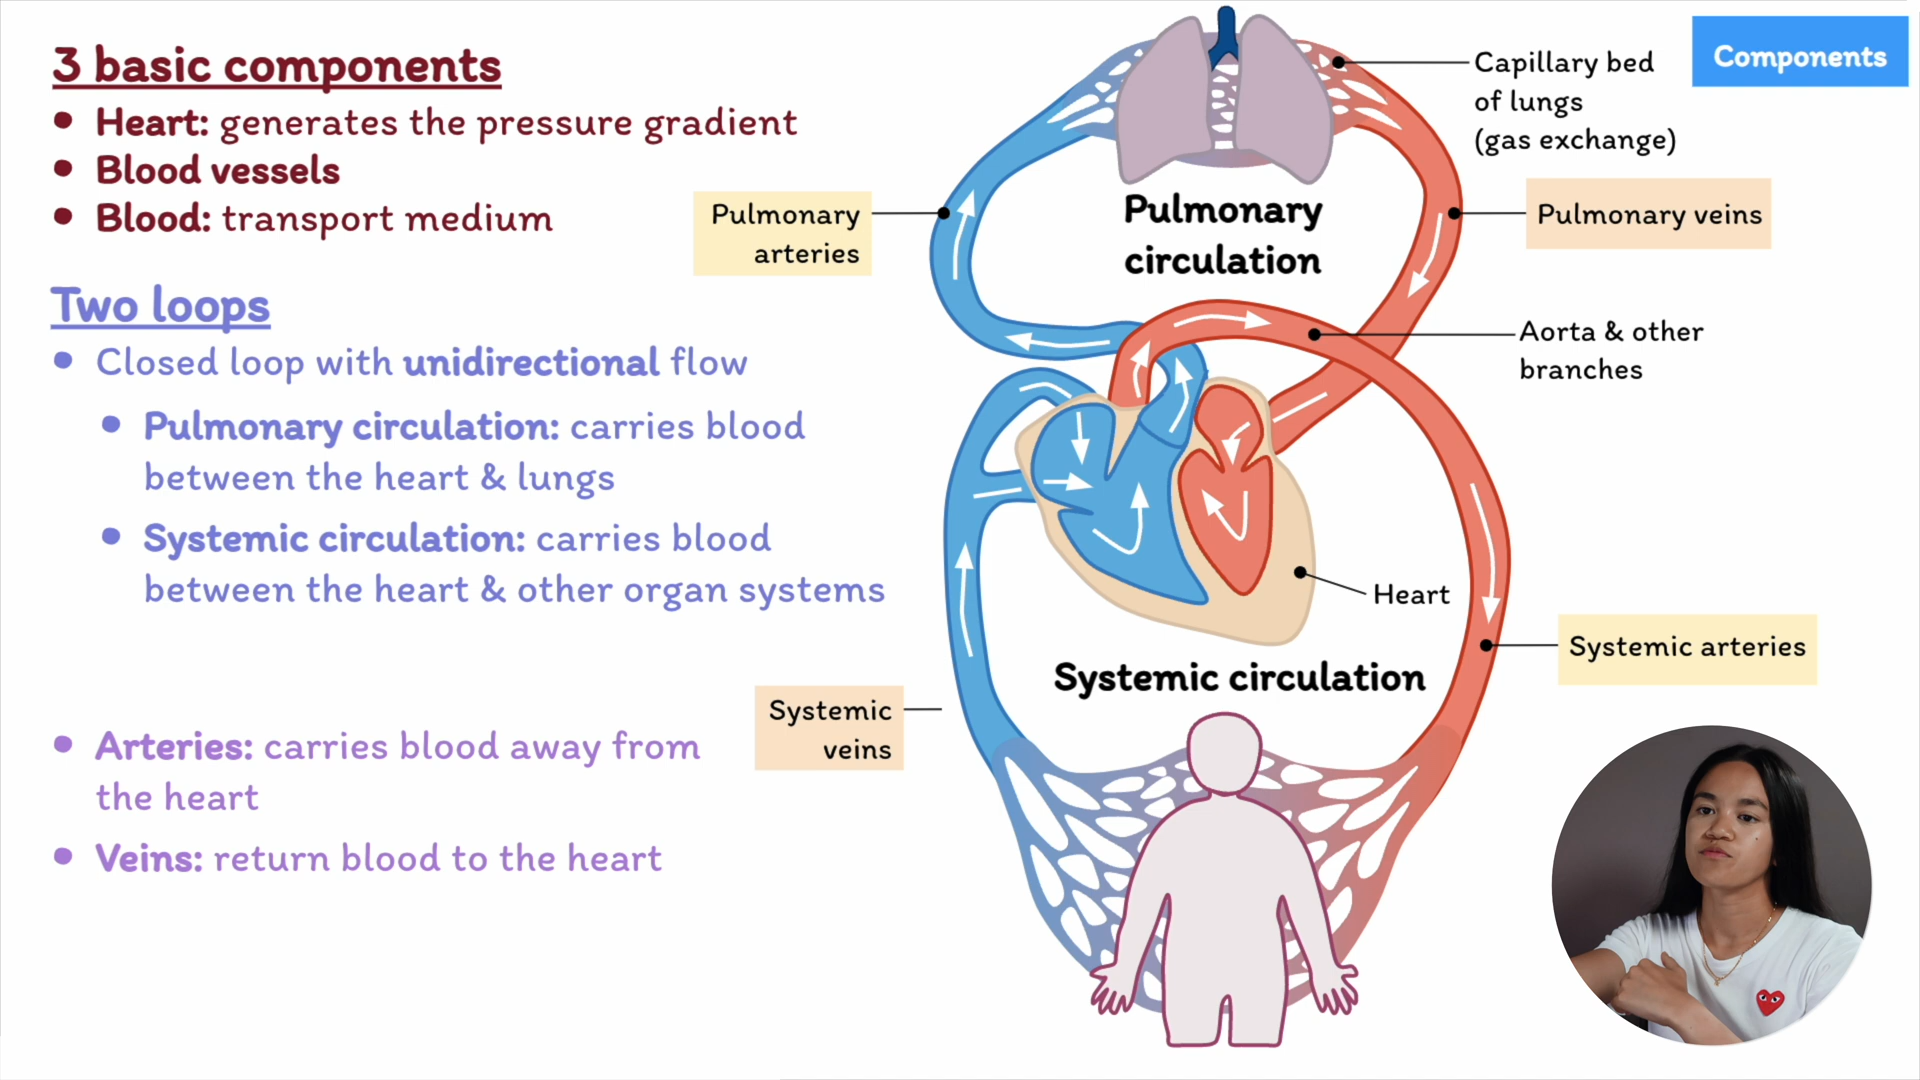 3 basic components
Heart: generates the pressure gradient
Blood vessels
Blood: transport medium
Two loops
Closed loop with unidirectional flow
Pulmonary circulation: carries blood
between the heart & lungs
Systemic circulation: carries blood
between the heart & other organ systems
Arteries: carries blood away from
the heart
Veins: return blood to the heart
Components
Capillary bed
of lungs
(gas exchange)
Pulmonary
arteries
Pulmonary
circulation
Pulmonary veins
Aorta & other
branches
Heart
Systemic circulation
Systemic arteries
Systemic
veins